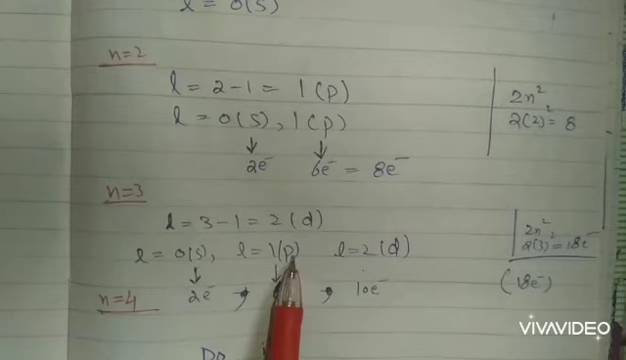 l = 0(s)
n=2
l = 2-1 = 1(p)
l = 0(s), 1(p)
2n²
2(2)² = 8
↓ ↓
2e⁻ 6e⁻ = 8e⁻
n=3
l = 3-1 = 2(d)
l = 0(s), l = 1(p) l = 2(d)
2n²
2(3)² = 18e⁻
↓ ↓
2e⁻ , , 10e⁻
(18e⁻)
n=4
VIVAVIDEO